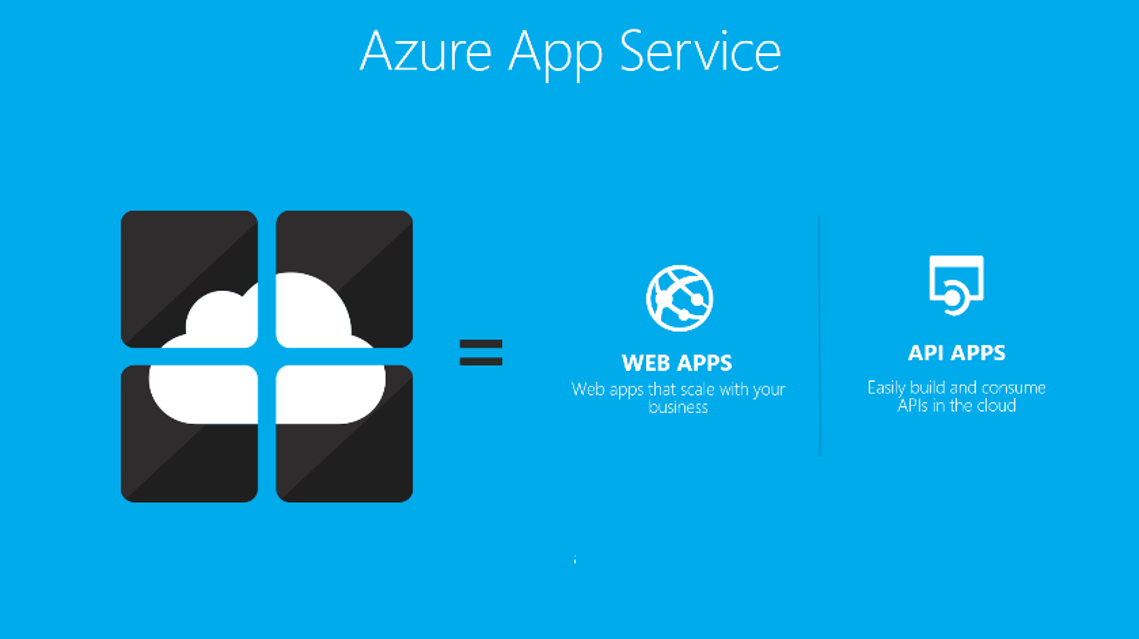 Azure App Service
=
WEB APPS
Web apps that scale with your
business
API APPS
Easily build and consume
APIs in the cloud